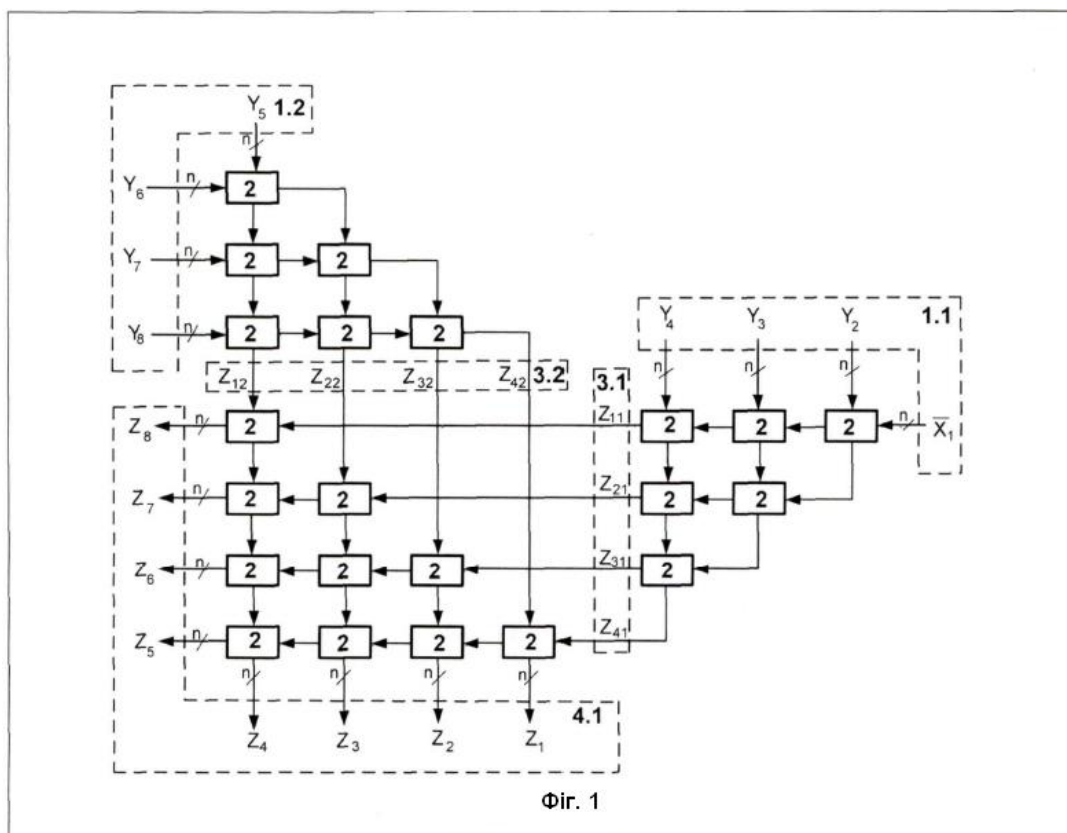 Y5 1.2
n
Y6 n 2
Y7 n 2 2
Y8 n 2 2 2
Y4 Y3 Y2 1.1
n n n
Z12 Z22 Z32 Z42 3.2 3.1
Z8 n 2 Z11 2 2 2 n X̅1
Z7 n 2 2 Z21 2 2
Z6 n 2 2 2 Z31 2
Z5 n 2 2 2 2 Z41
n n n n
4.1
Z4 Z3 Z2 Z1
Фіг. 1